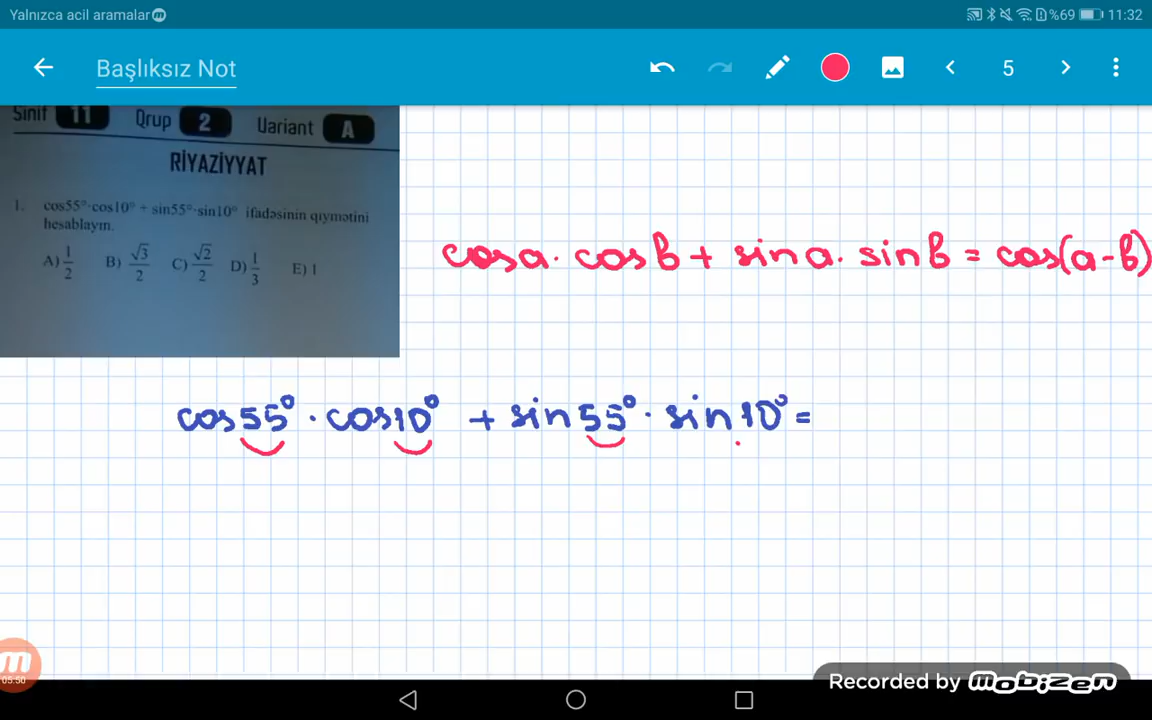 Yalnızca acil aramalar %69 11:32
Başlıksız Not 5
Sinif 11 Qrup 2 Variant A
RİYAZİYYAT
1. cos55°·cos10° + sin55°·sin10° ifadəsinin qiymətini
hesablayın.
A) 1/2 B) √3/2 C) √2/2 D) 1/3 E) 1
cosa · cosb + sina · sinb = cos(a-b)
cos55° · cos10° + sin55° · sin10° =
05:50
Recorded by mobizen